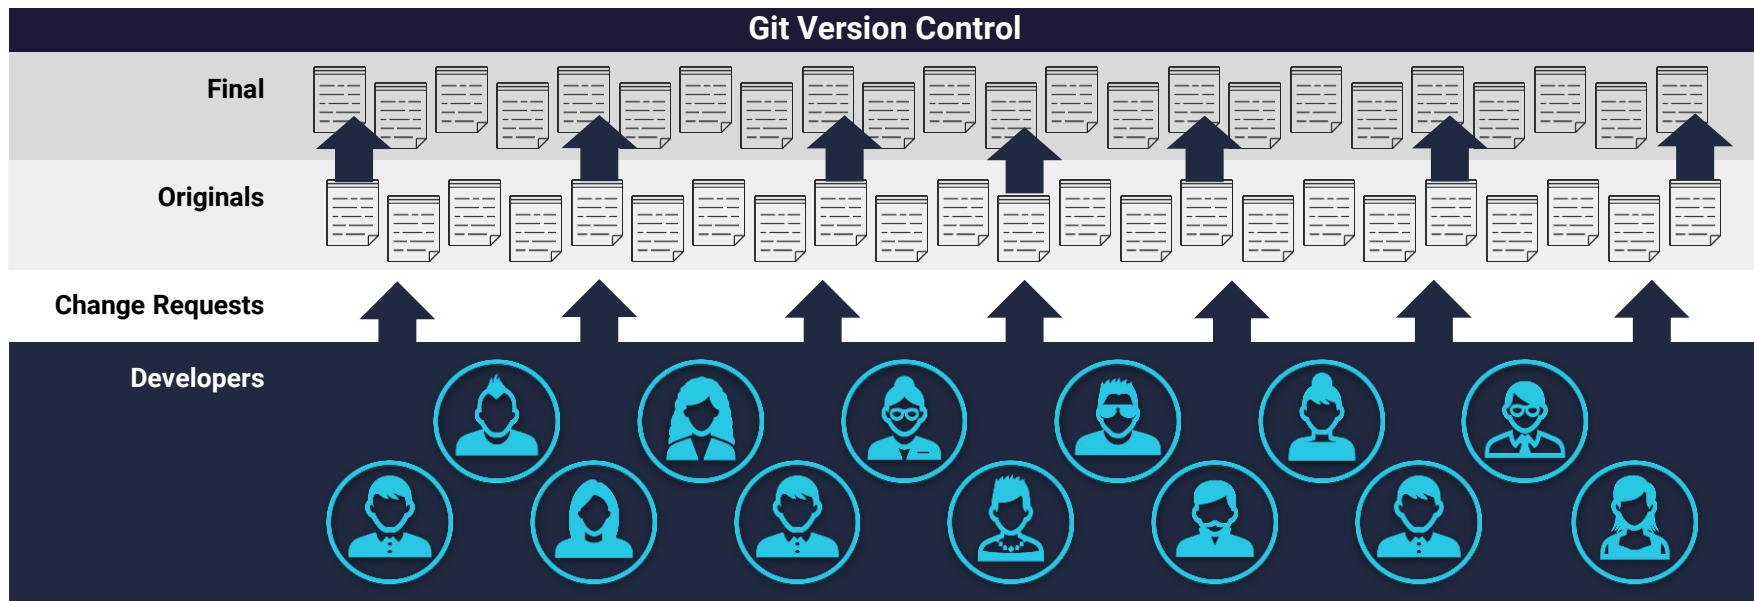 Git Version Control
Final
Originals
Change Requests
Developers